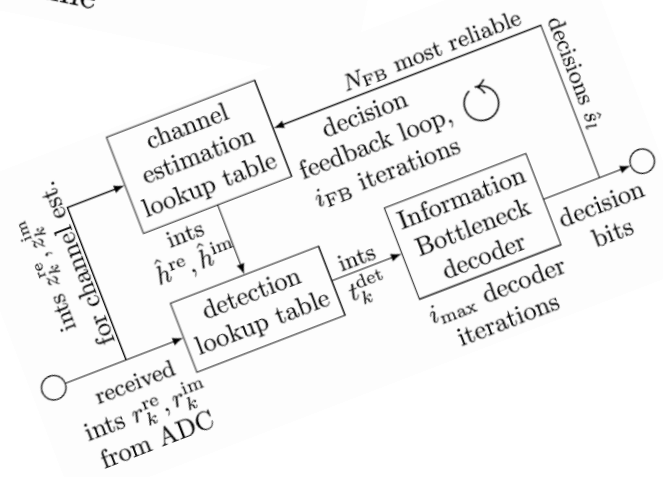 N_FB most reliable
decisions ŝ_l
channel
estimation
lookup table
decision
feedback loop,
i_FB iterations
ints z_k^re, z_k^im
for channel est.
ints
ĥ^re, ĥ^im
Information
Bottleneck
decoder
decision
bits
detection
lookup table
ints
t_k^det
i_max decoder
iterations
received
ints r_k^re, r_k^im
from ADC